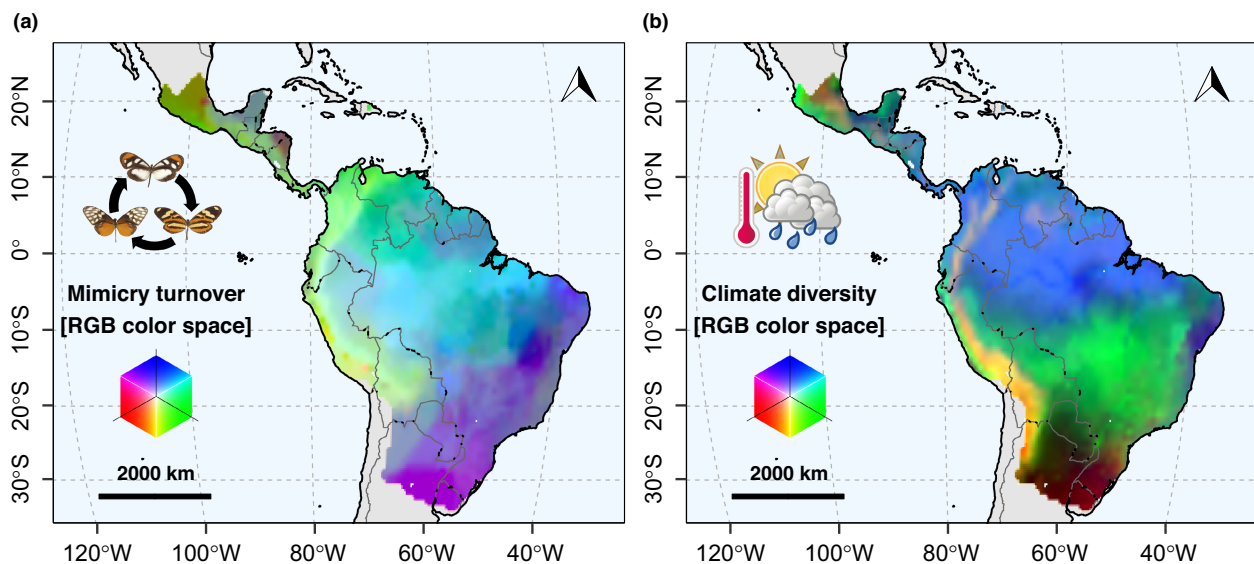 (a)
20°N
10°N
0°
10°S
20°S
30°S
Mimicry turnover
[RGB color space]
2000 km
120°W 100°W 80°W 60°W 40°W
(b)
20°N
10°N
0°
10°S
20°S
30°S
Climate diversity
[RGB color space]
2000 km
120°W 100°W 80°W 60°W 40°W